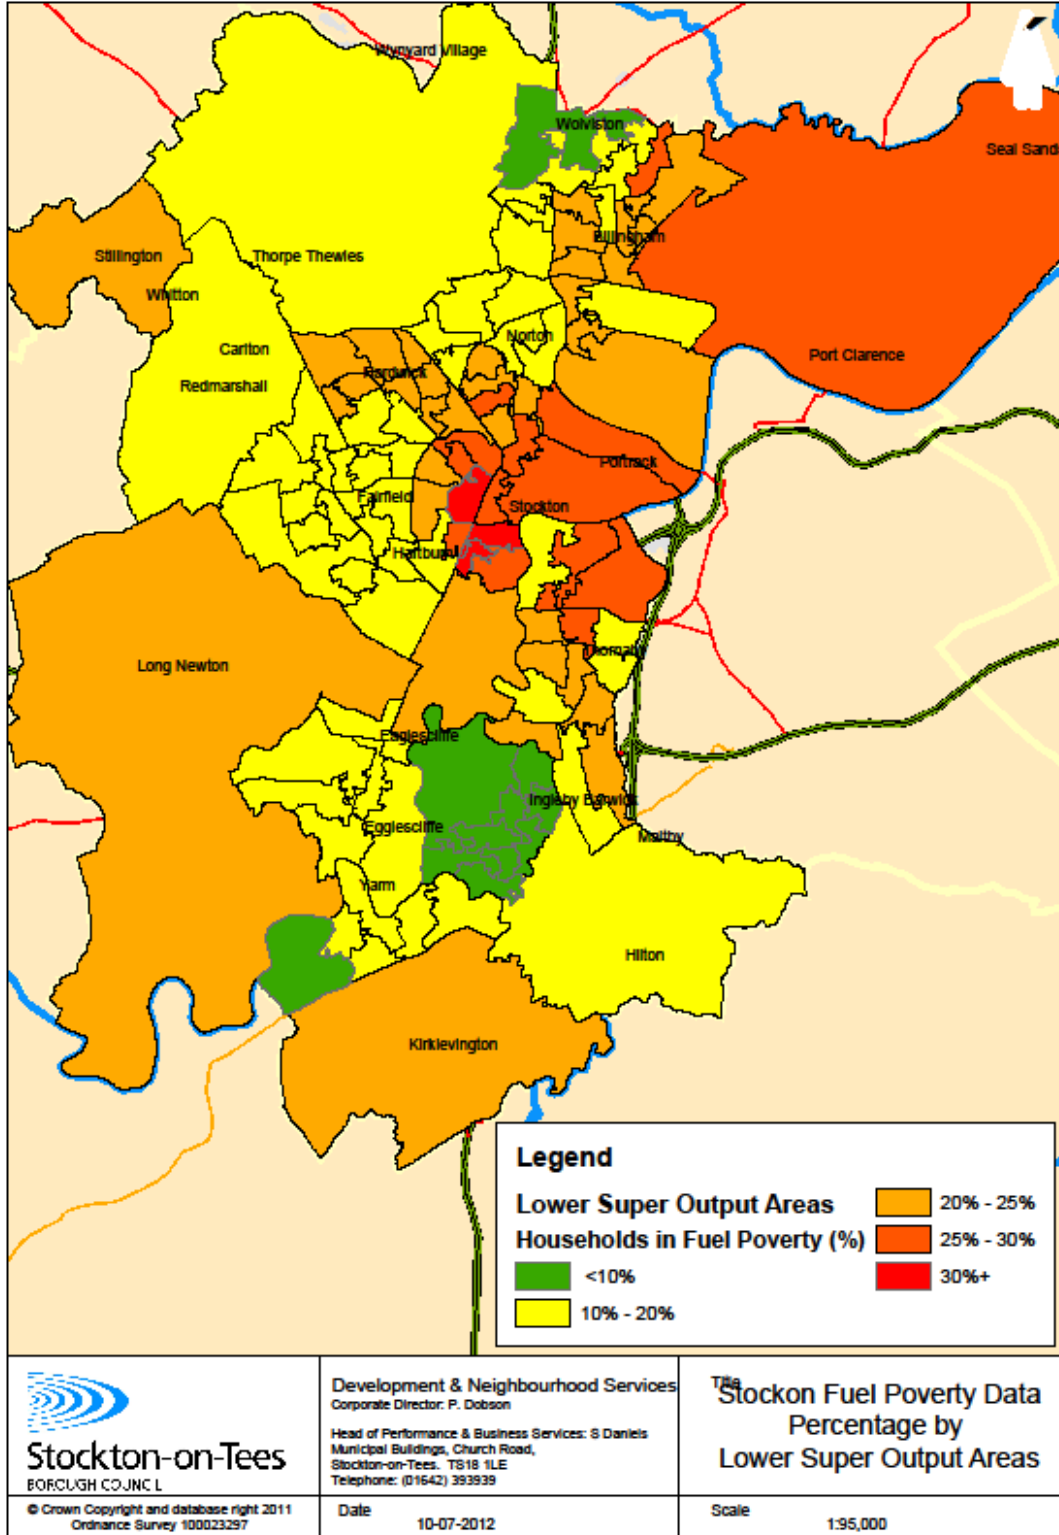 Wynyard Village
Wolviston
Seal Sand
Billingham
Stillington
Thorpe Thewles
Whitton
Norton
Carlton
Port Clarence
Hardwick
Redmarshall
Portrack
Fairfield
Stockton
Hartburn
Thornaby
Long Newton
Eaglescliffe
Ingleby Barwick
Egglescliffe
Maltby
Yarm
Hilton
Kirklevington
Legend
Lower Super Output Areas
Households in Fuel Poverty (%)
<10%
10% - 20%
20% - 25%
25% - 30%
30%+
Stockton-on-Tees
BOROUGH COUNCIL
© Crown Copyright and database right 2011
Ordnance Survey 100023297
Development & Neighbourhood Services
Corporate Director: P. Dobson
Head of Performance & Business Services: S Daniels
Municipal Buildings, Church Road,
Stockton-on-Tees. TS18 1LE
Telephone: (01642) 393939
Date
10-07-2012
Title
Stockon Fuel Poverty Data
Percentage by
Lower Super Output Areas
Scale
1:95,000